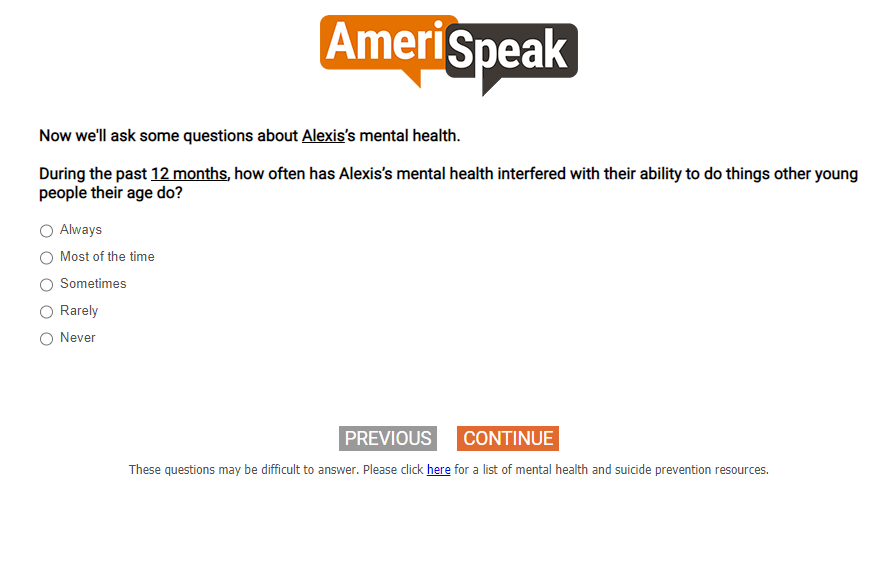 AmeriSpeak
Now we'll ask some questions about Alexis's mental health.
During the past 12 months, how often has Alexis's mental health interfered with their ability to do things other young
people their age do?
Always
Most of the time
Sometimes
Rarely
Never
PREVIOUS CONTINUE
These questions may be difficult to answer. Please click here for a list of mental health and suicide prevention resources.